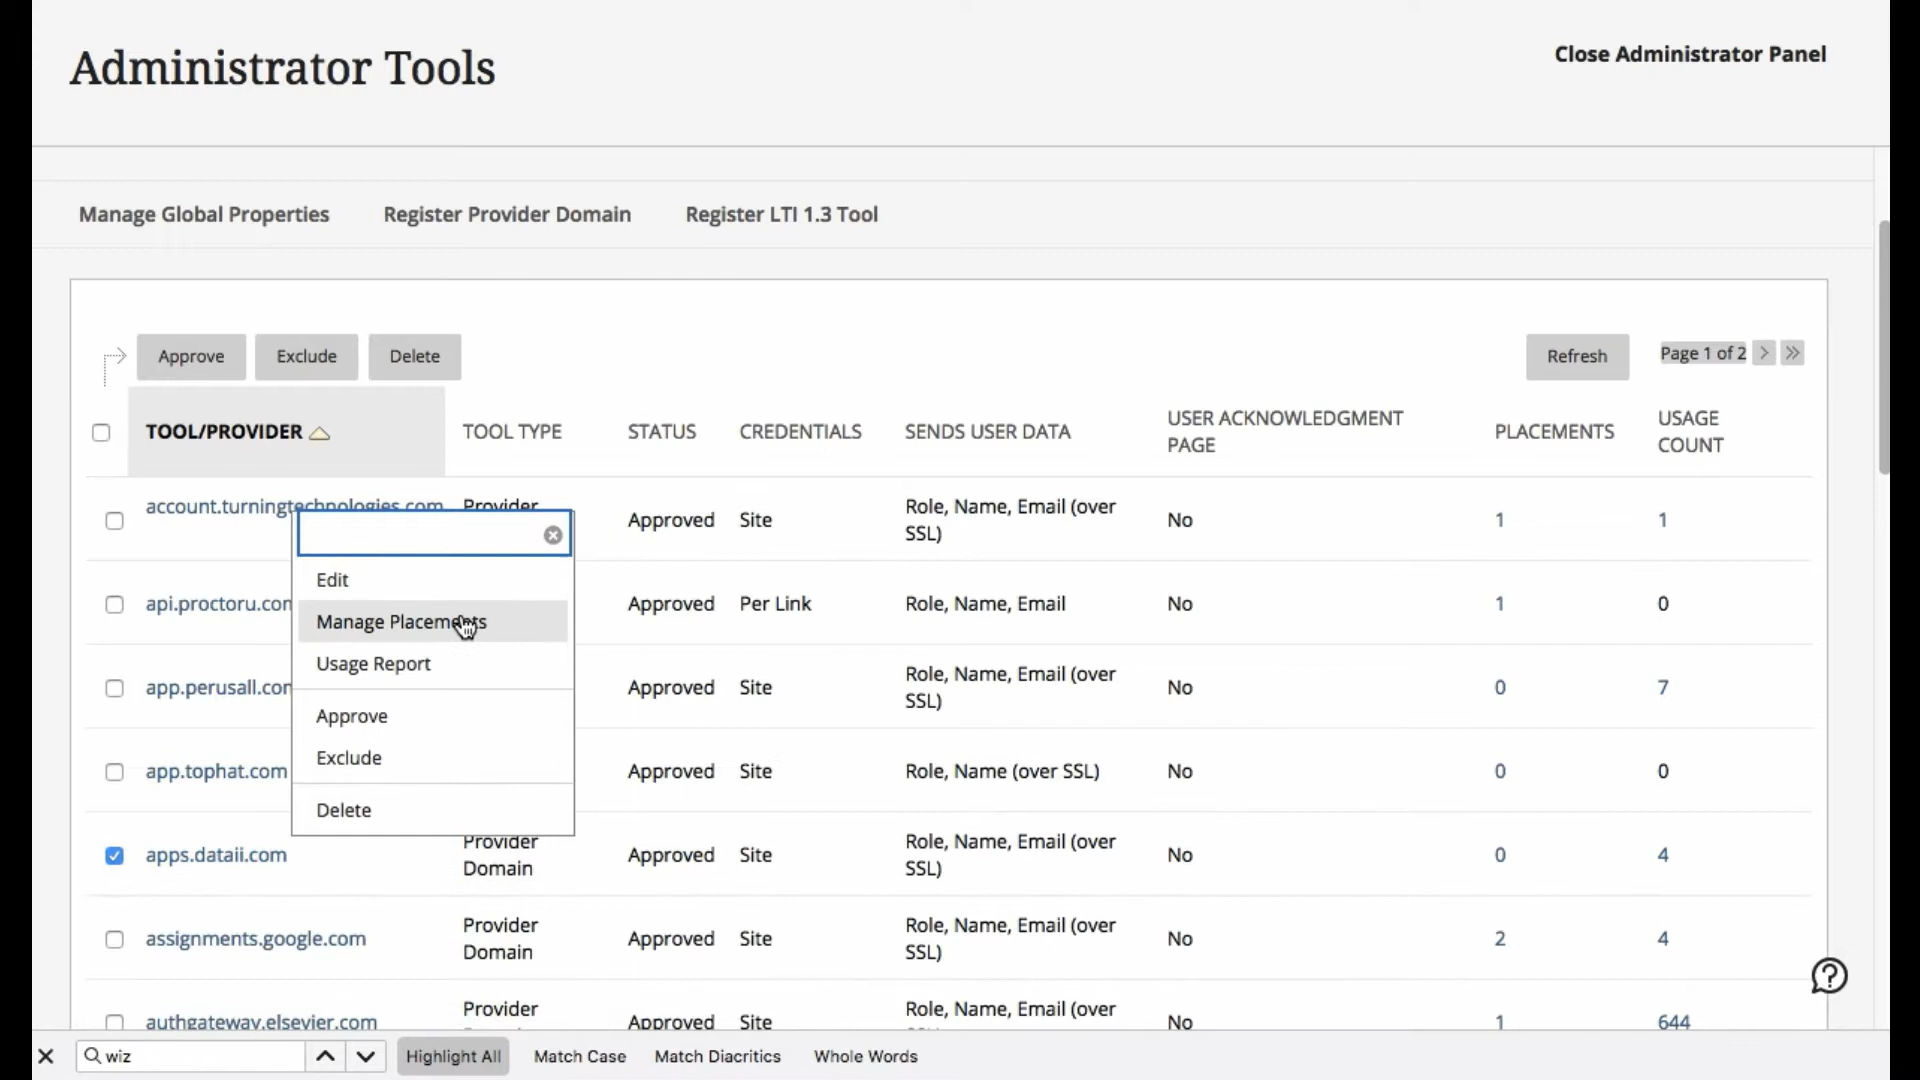 Administrator Tools
Close Administrator Panel
Manage Global Properties Register Provider Domain Register LTI 1.3 Tool
Approve Exclude Delete Refresh Page 1 of 2
TOOL/PROVIDER TOOL TYPE STATUS CREDENTIALS SENDS USER DATA USER ACKNOWLEDGMENT PAGE PLACEMENTS USAGE COUNT
account.turningtechnologies.com Provider Approved Site Role, Name, Email (over SSL) No 1 1
Edit
api.proctoru.com Approved Per Link Role, Name, Email No 1 0
Manage Placements
Usage Report
app.perusall.com Approved Site Role, Name, Email (over SSL) No 0 7
Approve
Exclude
app.tophat.com Approved Site Role, Name (over SSL) No 0 0
Delete
apps.dataii.com Provider Domain Approved Site Role, Name, Email (over SSL) No 0 4
assignments.google.com Provider Domain Approved Site Role, Name, Email (over SSL) No 2 4
authgateway.elsevier.com Provider Approved Site Role, Name, Email (over No 1 644
wiz Highlight All Match Case Match Diacritics Whole Words